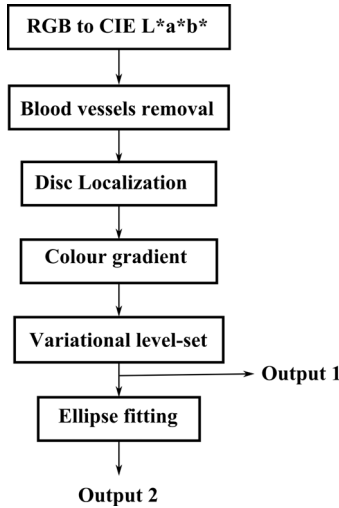 RGB to CIE L*a*b*
Blood vessels removal
Disc Localization
Colour gradient
Variational level-set
Output 1
Ellipse fitting
Output 2